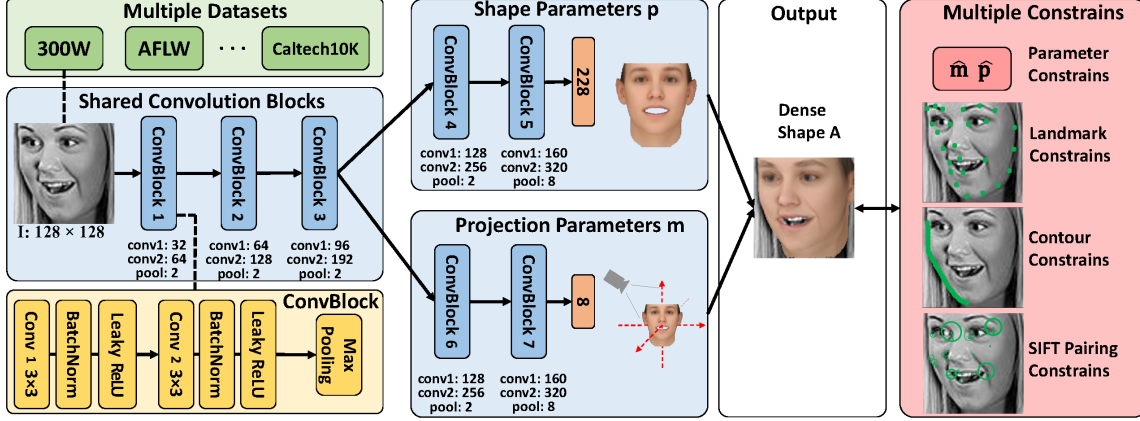 Multiple Datasets
300W
AFLW
···
Caltech10K
Shared Convolution Blocks
ConvBlock 1
ConvBlock 2
ConvBlock 3
I: 128 × 128
conv1: 32
conv2: 64
pool: 2
conv1: 64
conv2: 128
pool: 2
conv1: 96
conv2: 192
pool: 2
ConvBlock
Conv 1 3×3
BatchNorm
Leaky ReLU
Conv 2 3×3
BatchNorm
Leaky ReLU
Max
Pooling
Shape Parameters p
ConvBlock 4
ConvBlock 5
228
conv1: 128
conv2: 256
pool: 2
conv1: 160
conv2: 320
pool: 8
Projection Parameters m
ConvBlock 6
ConvBlock 7
8
conv1: 128
conv2: 256
pool: 2
conv1: 160
conv2: 320
pool: 8
Output
Dense
Shape A
Multiple Constrains
m̂ p̂
Parameter
Constrains
Landmark
Constrains
Contour
Constrains
SIFT Pairing
Constrains